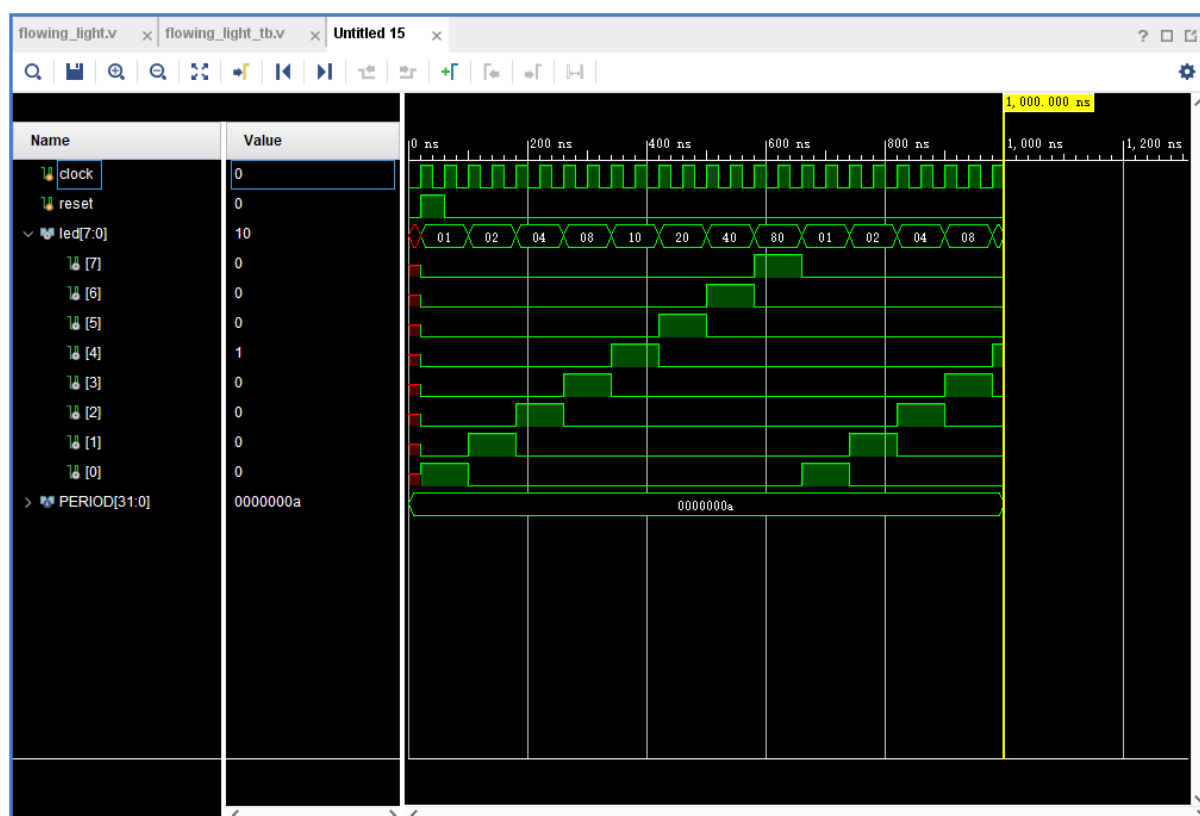 flowing_light.v × flowing_light_tb.v × Untitled 15 ×
?
1,000.000 ns
Name Value
0 ns 200 ns 400 ns 600 ns 800 ns 1,000 ns 1,200 ns
clock 0
reset 0
led[7:0] 10 01 02 04 08 10 20 40 80 01 02 04 08
[7] 0
[6] 0
[5] 0
[4] 1
[3] 0
[2] 0
[1] 0
[0] 0
PERIOD[31:0] 0000000a 0000000a